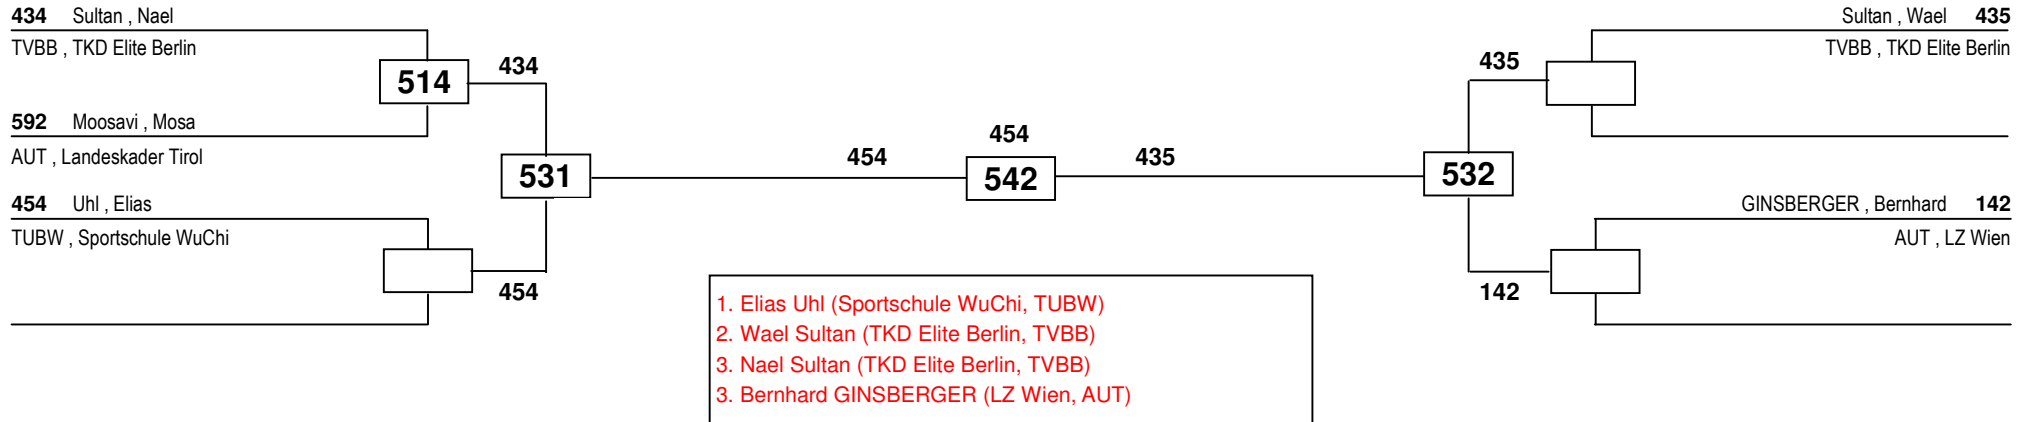 434 Sultan , Nael
TVBB , TKD Elite Berlin
514
434
592 Moosavi , Mosa
AUT , Landeskader Tirol
531
454 Uhl , Elias
TUBW , Sportschule WuChi
454
454
454
542
435
Sultan , Wael 435
TVBB , TKD Elite Berlin
435
532
GINSBERGER , Bernhard 142
AUT , LZ Wien
142
1. Elias Uhl (Sportschule WuChi, TUBW)
2. Wael Sultan (TKD Elite Berlin, TVBB)
3. Nael Sultan (TKD Elite Berlin, TVBB)
3. Bernhard GINSBERGER (LZ Wien, AUT)